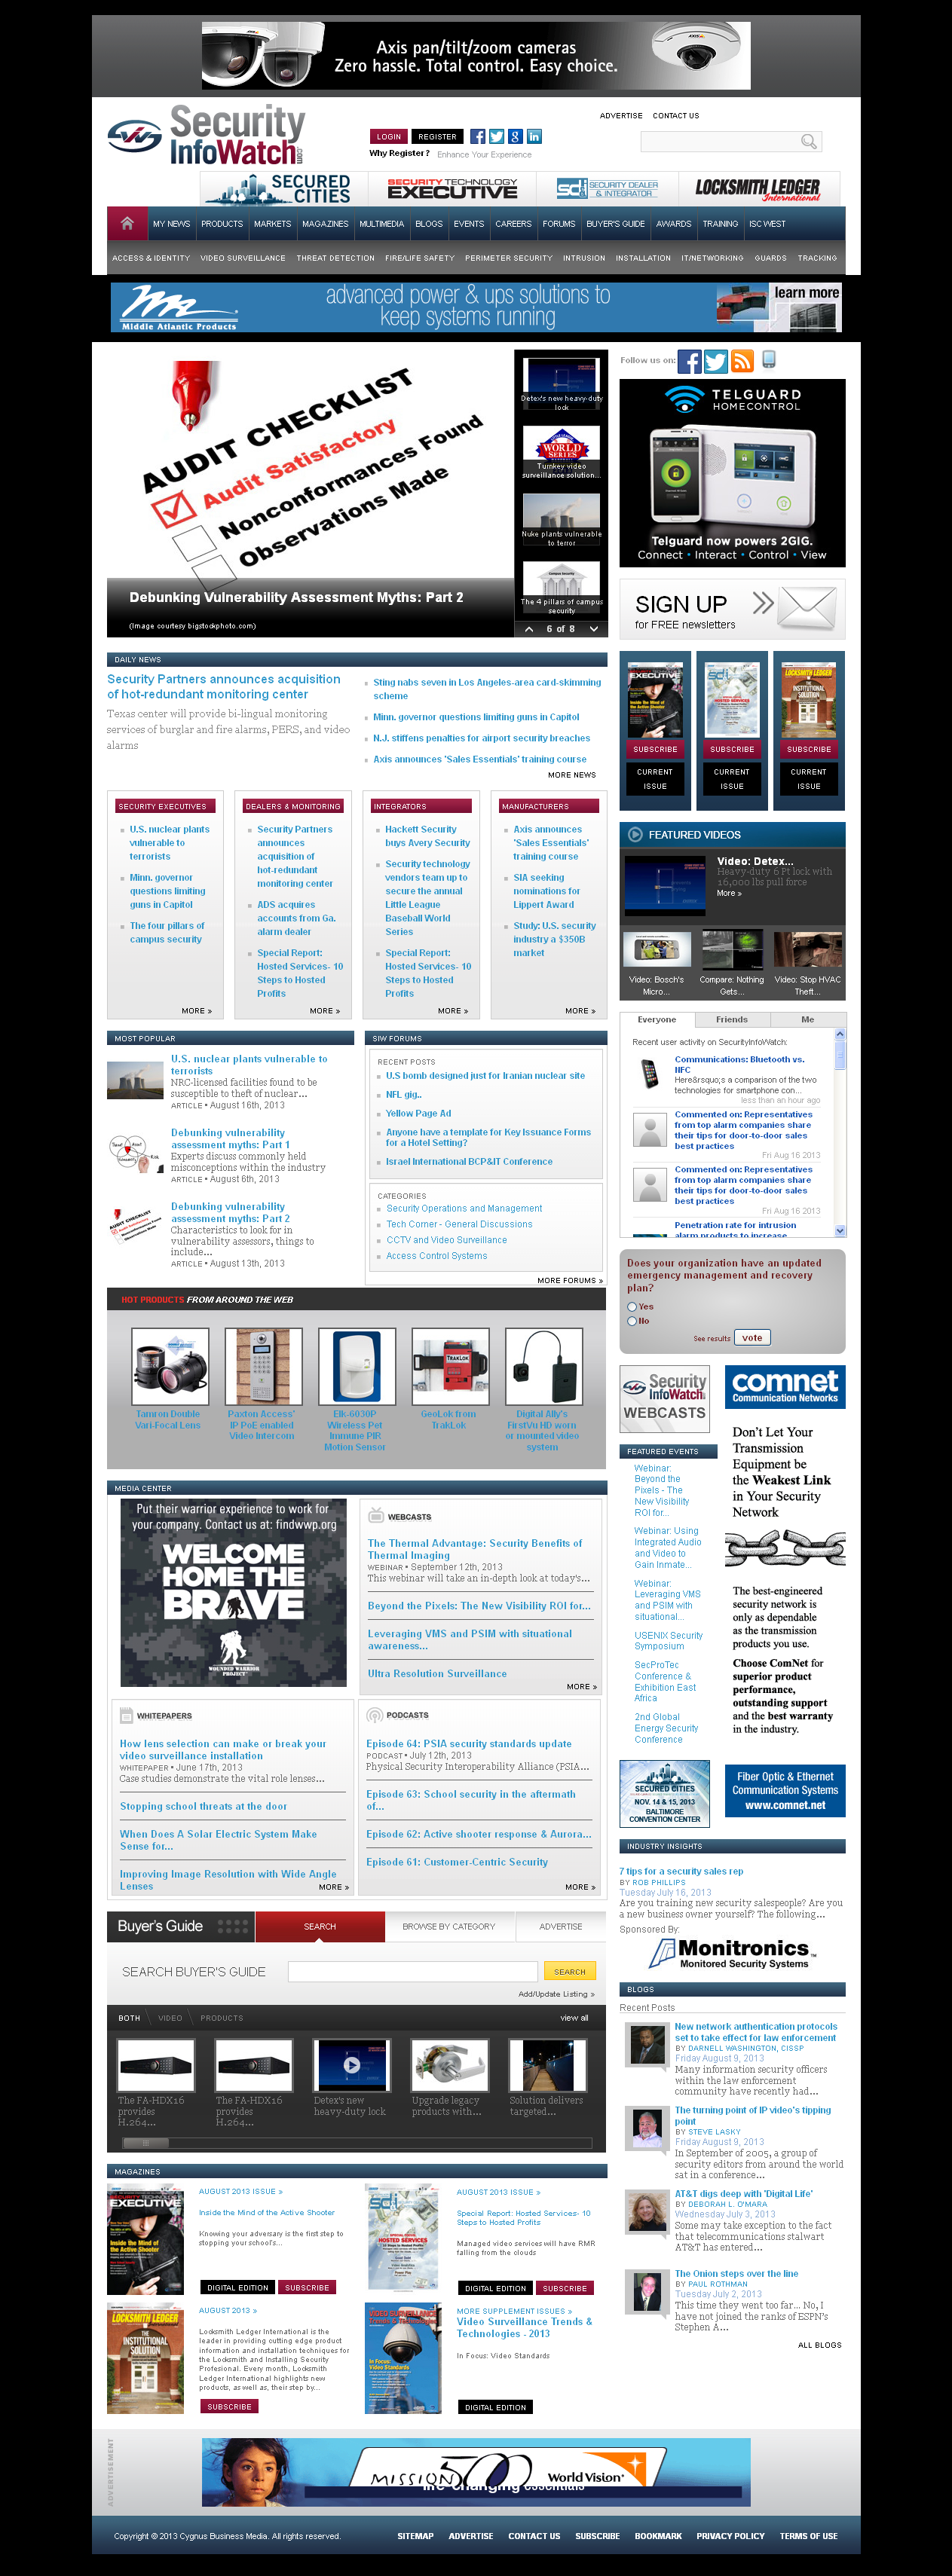 Axis pan/tilt/zoom cameras
Zero hassle. Total control. Easy choice.
ADVERTISE CONTACT US
Security
InfoWatch.com
LOGIN REGISTER
Why Register? Enhance Your Experience
SECURED CITIES
SECURITY TECHNOLOGY EXECUTIVE
sdi SECURITY DEALER & INTEGRATOR
LOCKSMITH LEDGER International
MY NEWS PRODUCTS MARKETS MAGAZINES MULTIMEDIA BLOGS EVENTS CAREERS FORUMS BUYER'S GUIDE AWARDS TRAINING ISC WEST
ACCESS & IDENTITY VIDEO SURVEILLANCE THREAT DETECTION FIRE/LIFE SAFETY PERIMETER SECURITY INTRUSION INSTALLATION IT/NETWORKING GUARDS TRACKING
Middle Atlantic Products
advanced power & ups solutions to
keep systems running
learn more
AUDIT CHECKLIST
Audit Satisfactory
Nonconformances Found
Observations Made
Debunking Vulnerability Assessment Myths: Part 2
(Image courtesy bigstockphoto.com)
Detex's new heavy-duty
lock
WORLD SERIES
Turnkey video
surveillance solution...
Nuke plants vulnerable
to terror
The 4 pillars of campus
security
6 of 8
Follow us on:
TELGUARD
HOMECONTROL
Telguard now powers 2GIG.
Connect • Interact • Control • View
SIGN UP
for FREE newsletters
SUBSCRIBE
CURRENT
ISSUE
SUBSCRIBE
CURRENT
ISSUE
SUBSCRIBE
CURRENT
ISSUE
DAILY NEWS
Security Partners announces acquisition
of hot-redundant monitoring center
Texas center will provide bi-lingual monitoring
services of burglar and fire alarms, PERS, and video
alarms
Sting nabs seven in Los Angeles-area card-skimming
scheme
Minn. governor questions limiting guns in Capitol
N.J. stiffens penalties for airport security breaches
Axis announces 'Sales Essentials' training course
MORE NEWS
SECURITY EXECUTIVES
U.S. nuclear plants
vulnerable to
terrorists
Minn. governor
questions limiting
guns in Capitol
The four pillars of
campus security
MORE »
DEALERS & MONITORING
Security Partners
announces
acquisition of
hot-redundant
monitoring center
ADS acquires
accounts from Ga.
alarm dealer
Special Report:
Hosted Services- 10
Steps to Hosted
Profits
MORE »
INTEGRATORS
Hackett Security
buys Avery Security
Security technology
vendors team up to
secure the annual
Little League
Baseball World
Series
Special Report:
Hosted Services- 10
Steps to Hosted
Profits
MORE »
MANUFACTURERS
Axis announces
'Sales Essentials'
training course
SIA seeking
nominations for
Lippert Award
Study: U.S. security
industry a $350B
market
MORE »
FEATURED VIDEOS
Video: Detex...
Heavy-duty 6 Pt lock with
16,000 lbs pull force
More »
Video: Bosch's
Micro...
Compare: Nothing
Gets...
Video: Stop HVAC
Theft...
Everyone Friends Me
Recent user activity on SecurityInfoWatch:
Communications: Bluetooth vs.
NFC
Here&rsquo;s a comparison of the two
technologies for smartphone con...
less than an hour ago
Commented on: Representatives
from top alarm companies share
their tips for door-to-door sales
best practices
Fri Aug 16 2013
Commented on: Representatives
from top alarm companies share
their tips for door-to-door sales
best practices
Fri Aug 16 2013
Penetration rate for intrusion
alarm products to increase
MOST POPULAR
U.S. nuclear plants vulnerable to
terrorists
NRC-licensed facilities found to be
susceptible to theft of nuclear...
ARTICLE • August 16th, 2013
Debunking vulnerability
assessment myths: Part 1
Experts discuss commonly held
misconceptions within the industry
ARTICLE • August 6th, 2013
Debunking vulnerability
assessment myths: Part 2
Characteristics to look for in
vulnerability assessors, things to
include...
ARTICLE • August 13th, 2013
SIW FORUMS
RECENT POSTS
U.S bomb designed just for Iranian nuclear site
NFL gig..
Yellow Page Ad
Anyone have a template for Key Issuance Forms
for a Hotel Setting?
Israel International BCP&IT Conference
CATEGORIES
Security Operations and Management
Tech Corner - General Discussions
CCTV and Video Surveillance
Access Control Systems
MORE FORUMS »
Does your organization have an updated
emergency management and recovery
plan?
Yes
No
See results vote
HOT PRODUCTS FROM AROUND THE WEB
Tamron Double
Vari-Focal Lens
Paxton Access'
IP PoE enabled
Video Intercom
Elk-6030P
Wireless Pet
Immune PIR
Motion Sensor
GeoLok from
TrakLok
Digital Ally's
FirstVu HD worn
or mounted video
system
Security
InfoWatch
WEBCASTS
FEATURED EVENTS
Webinar:
Beyond the
Pixels - The
New Visibility
ROI for...
Webinar: Using
Integrated Audio
and Video to
Gain Inmate...
Webinar:
Leveraging VMS
and PSIM with
situational...
USENIX Security
Symposium
SecProTec
Conference &
Exhibition East
Africa
2nd Global
Energy Security
Conference
SECURED CITIES
NOV. 14 & 15, 2013
BALTIMORE
CONVENTION CENTER
comnet
Communication Networks
Don't Let Your
Transmission
Equipment be
the Weakest Link
in Your Security
Network
The best-engineered
security network is
only as dependable
as the transmission
products you use.
Choose ComNet for
superior product
performance,
outstanding support
and the best warranty
in the industry.
Fiber Optic & Ethernet
Communication Systems
www.comnet.net
MEDIA CENTER
Put their warrior experience to work for
your company. Contact us at: findwwp.org
WELCOME
HOME THE
BRAVE
WOUNDED WARRIOR
PROJECT
WEBCASTS
The Thermal Advantage: Security Benefits of
Thermal Imaging
WEBINAR • September 12th, 2013
This webinar will take an in-depth look at today's...
Beyond the Pixels: The New Visibility ROI for...
Leveraging VMS and PSIM with situational
awareness...
Ultra Resolution Surveillance
MORE »
WHITEPAPERS
How lens selection can make or break your
video surveillance installation
WHITEPAPER • June 17th, 2013
Case studies demonstrate the vital role lenses...
Stopping school threats at the door
When Does A Solar Electric System Make
Sense for...
Improving Image Resolution with Wide Angle
Lenses
MORE »
PODCASTS
Episode 64: PSIA security standards update
PODCAST • July 12th, 2013
Physical Security Interoperability Alliance (PSIA...
Episode 63: School security in the aftermath
of...
Episode 62: Active shooter response & Aurora...
Episode 61: Customer-Centric Security
MORE »
INDUSTRY INSIGHTS
7 tips for a security sales rep
BY ROB PHILLIPS
Tuesday July 16, 2013
Are you training new security salespeople? Are you
a new business owner yourself? The following...
Sponsored By:
Monitronics
Monitored Security Systems
Buyer's Guide
SEARCH BROWSE BY CATEGORY ADVERTISE
SEARCH BUYER'S GUIDE
SEARCH
Add/Update Listing »
BOTH VIDEO PRODUCTS view all
The FA-HDX16
provides
H.264...
The FA-HDX16
provides
H.264...
Detex's new
heavy-duty lock
Upgrade legacy
products with...
Solution delivers
targeted...
BLOGS
Recent Posts
New network authentication protocols
set to take effect for law enforcement
BY DARNELL WASHINGTON, CISSP
Friday August 9, 2013
Many information security officers
within the law enforcement
community have recently had...
The turning point of IP video's tipping
point
BY STEVE LASKY
Friday August 9, 2013
In September of 2005, a group of
security editors from around the world
sat in a conference...
AT&T digs deep with 'Digital Life'
BY DEBORAH L. O'MARA
Wednesday July 3, 2013
Some may take exception to the fact
that telecommunications stalwart
AT&T has entered...
The Onion steps over the line
BY PAUL ROTHMAN
Tuesday July 2, 2013
This time they went too far... No, I
have not joined the ranks of ESPN's
Stephen A...
ALL BLOGS
MAGAZINES
AUGUST 2013 ISSUE »
Inside the Mind of the Active Shooter
Knowing your adversary is the first step to
stopping your school's...
DIGITAL EDITION SUBSCRIBE
AUGUST 2013 ISSUE »
Special Report: Hosted Services- 10
Steps to Hosted Profits
Managed video services will have RMR
falling from the clouds
DIGITAL EDITION SUBSCRIBE
AUGUST 2013 »
Locksmith Ledger International is the
leader in providing cutting edge product
information and installation techniques for
the Locksmith and Installing Security
Profesional. Every month, Locksmith
Ledger International highlights new
products, as well as, their step by...
SUBSCRIBE
MORE SUPPLEMENT ISSUES »
Video Surveillance Trends &
Technologies - 2013
In Focus: Video Standards
DIGITAL EDITION
ADVERTISEMENT
MISSION 500
World Vision
Copyright © 2013 Cygnus Business Media. All rights reserved.
SITEMAP ADVERTISE CONTACT US SUBSCRIBE BOOKMARK PRIVACY POLICY TERMS OF USE